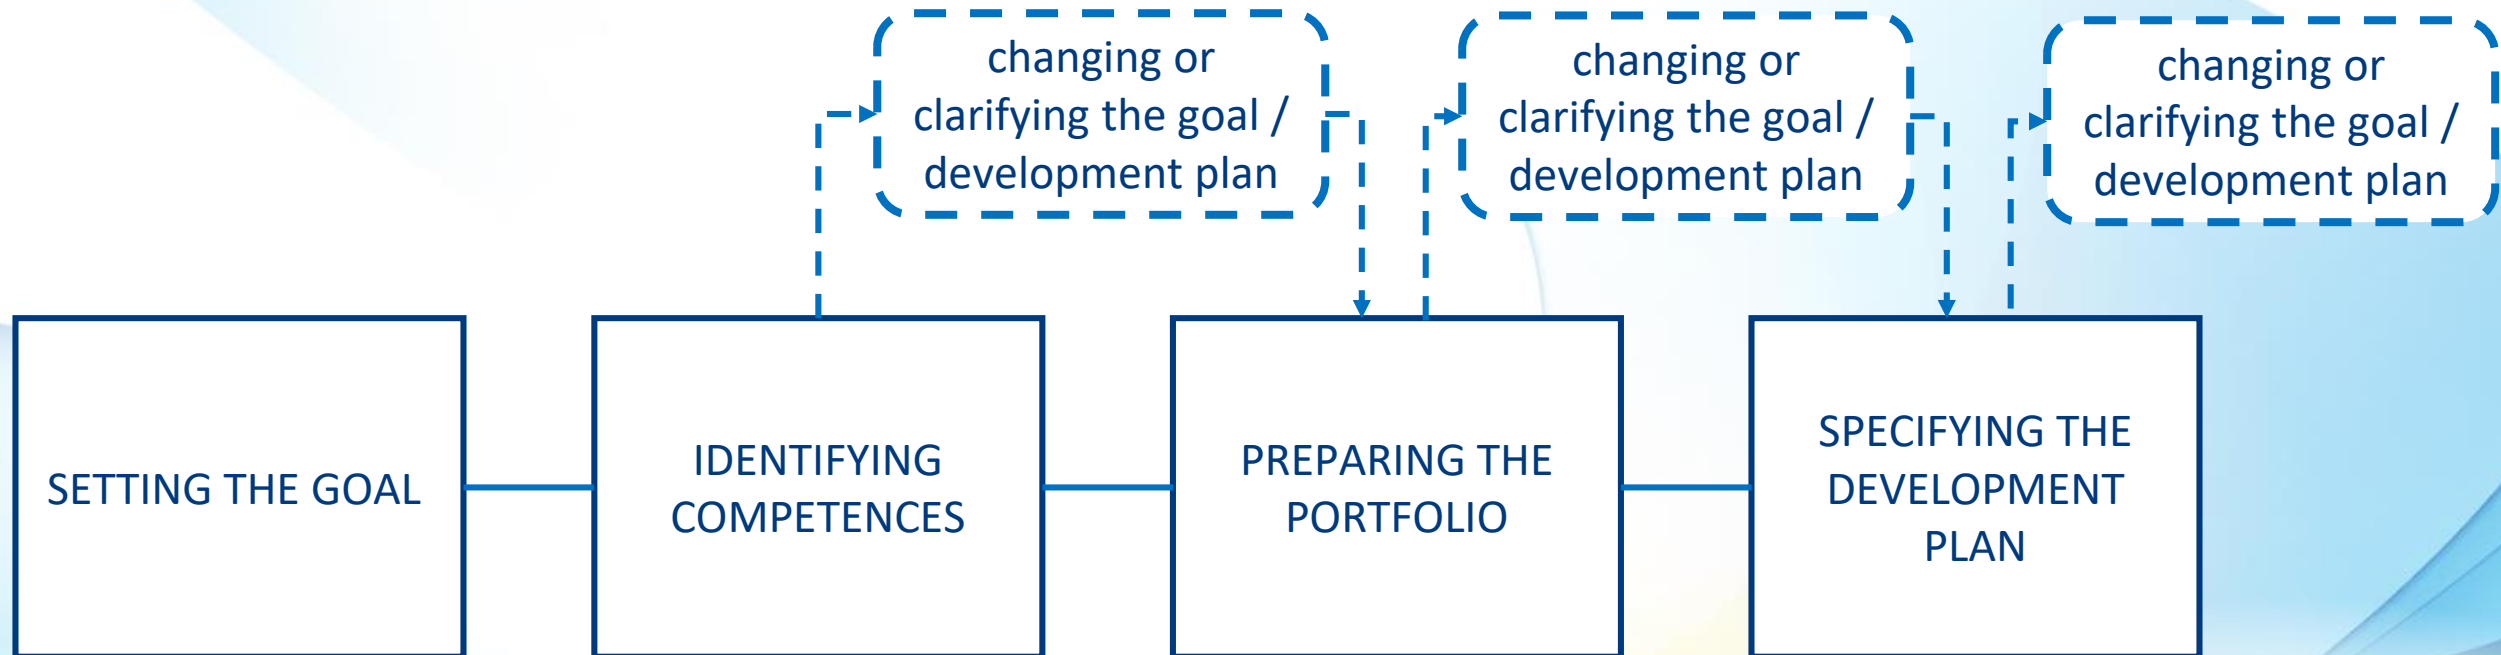 changing or
clarifying the goal /
development plan
changing or
clarifying the goal /
development plan
changing or
clarifying the goal /
development plan
SETTING THE GOAL
IDENTIFYING
COMPETENCES
PREPARING THE
PORTFOLIO
SPECIFYING THE
DEVELOPMENT
PLAN